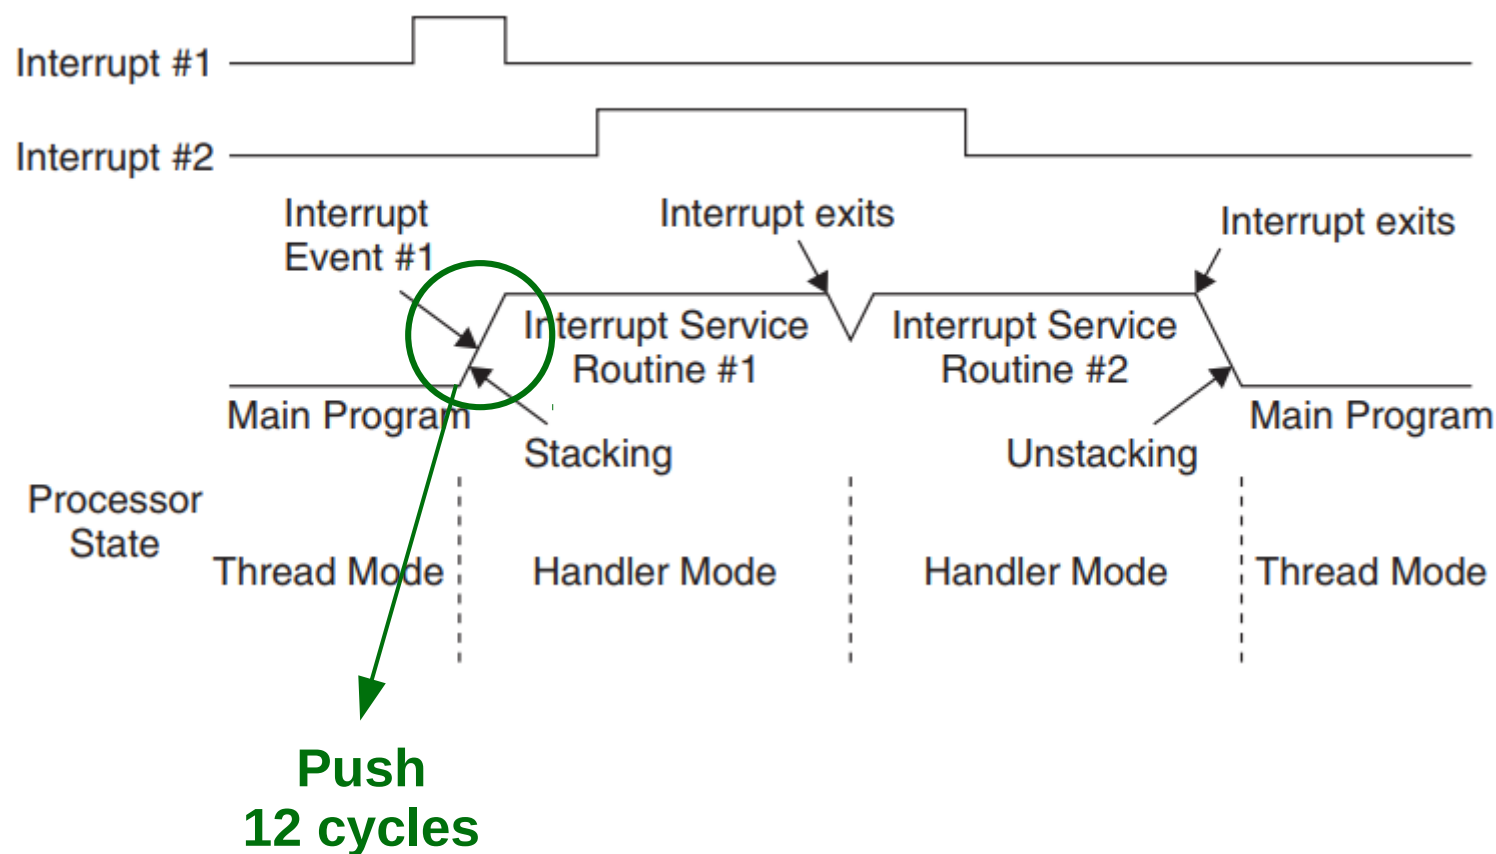 Interrupt #1
Interrupt #2
Interrupt
Event #1
Interrupt exits
Interrupt exits
Interrupt Service
Routine #1
Interrupt Service
Routine #2
Main Program
Main Program
Stacking
Unstacking
Processor
State
Thread Mode
Handler Mode
Handler Mode
Thread Mode
Push
12 cycles